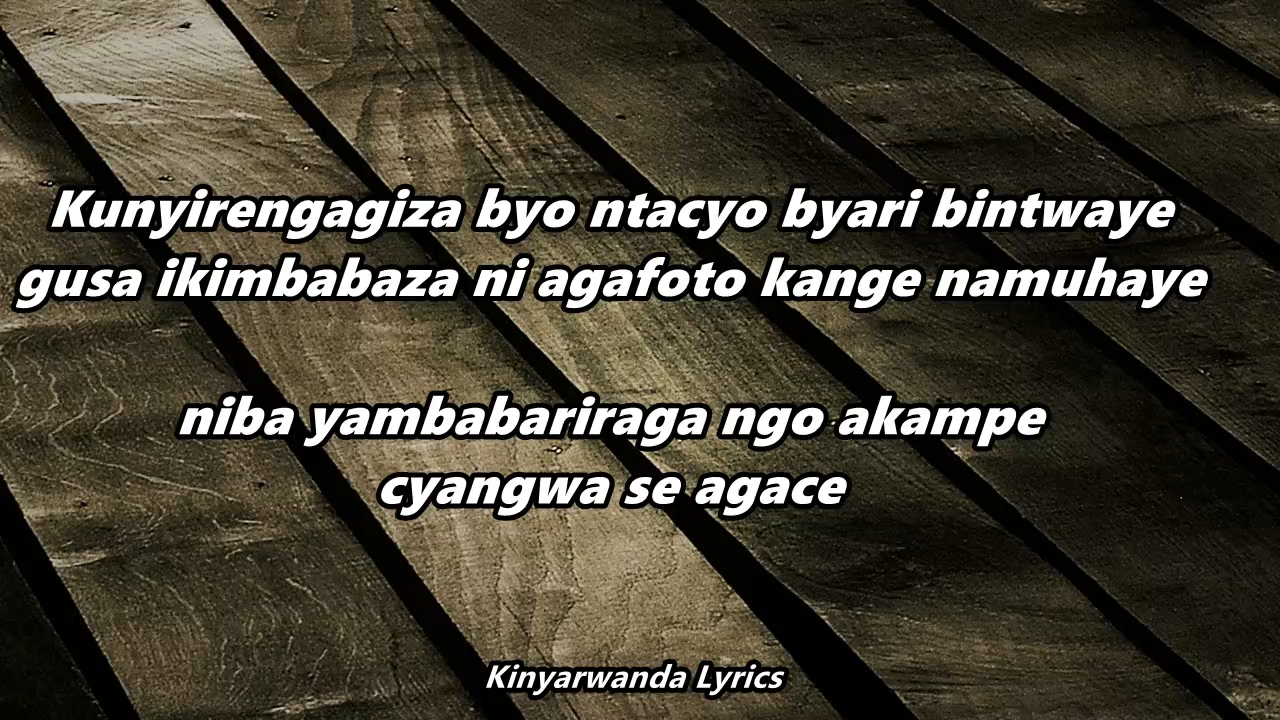 Kunyirengagiza byo ntacyo byari bintwaye
gusa ikimbabaza ni agafoto kange namuhaye
niba yambabariraga ngo akampe
cyangwa se agace
Kinyarwanda Lyrics